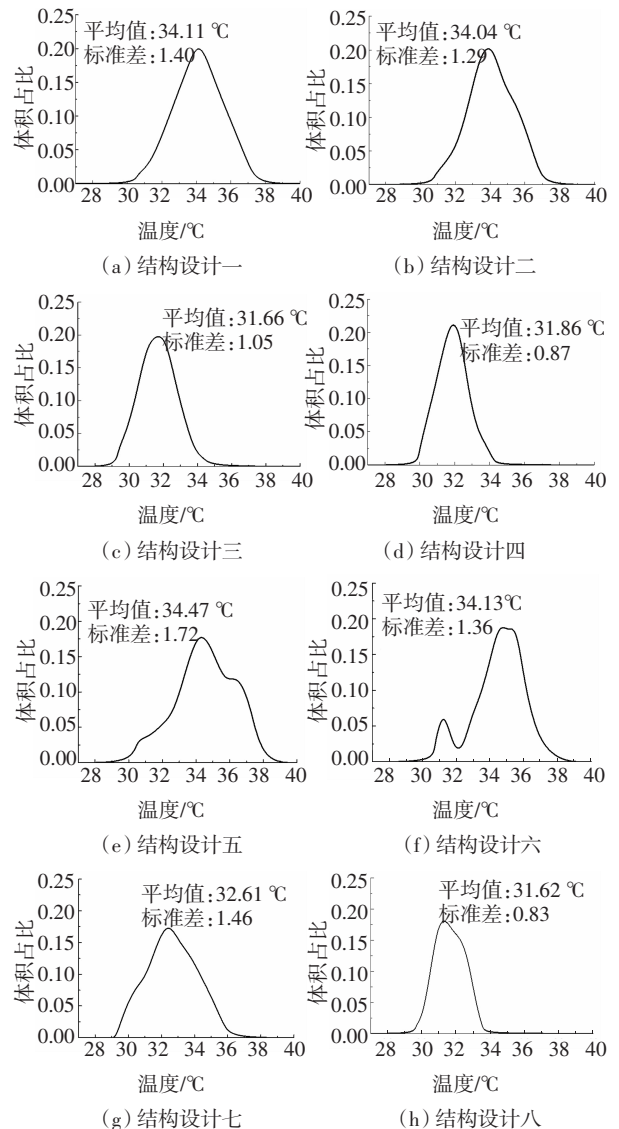 平均值:34.11 ℃
标准差:1.40
0.25
0.20
0.15
0.10
0.05
0.00
体积占比
28 30 32 34 36 38 40
温度/℃
(a)结构设计一
平均值:34.04 ℃
标准差:1.29
0.25
0.20
0.15
0.10
0.05
0.00
体积占比
28 30 32 34 36 38 40
温度/℃
(b)结构设计二
平均值:31.66 ℃
标准差:1.05
0.25
0.20
0.15
0.10
0.05
0.00
体积占比
28 30 32 34 36 38 40
温度/℃
(c)结构设计三
平均值:31.86 ℃
标准差:0.87
0.25
0.20
0.15
0.10
0.05
0.00
体积占比
28 30 32 34 36 38 40
温度/℃
(d)结构设计四
平均值:34.47 ℃
标准差:1.72
0.25
0.20
0.15
0.10
0.05
0.00
体积占比
28 30 32 34 36 38 40
温度/℃
(e)结构设计五
平均值:34.13℃
标准差:1.36
0.25
0.20
0.15
0.10
0.05
0.00
体积占比
28 30 32 34 36 38 40
温度/℃
(f)结构设计六
平均值:32.61 ℃
标准差:1.46
0.25
0.20
0.15
0.10
0.05
0.00
体积占比
28 30 32 34 36 38 40
温度/℃
(g)结构设计七
平均值:31.62 ℃
标准差:0.83
0.25
0.20
0.15
0.10
0.05
0.00
体积占比
28 30 32 34 36 38 40
温度/℃
(h)结构设计八